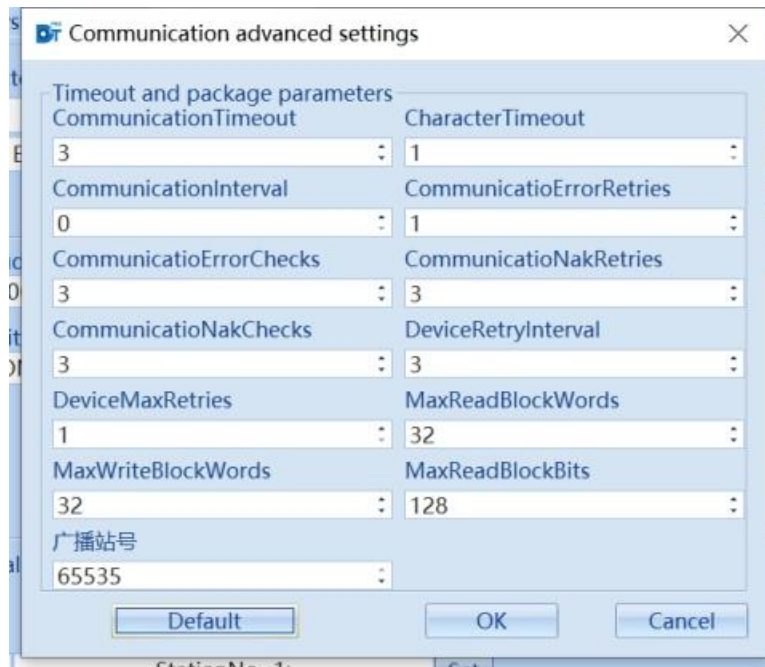 Communication advanced settings
Timeout and package parameters
CommunicationTimeout CharacterTimeout
3 1
CommunicationInterval CommunicatioErrorRetries
0 1
CommunicatioErrorChecks CommunicatioNakRetries
3 3
CommunicatioNakChecks DeviceRetryInterval
3 3
DeviceMaxRetries MaxReadBlockWords
1 32
MaxWriteBlockWords MaxReadBlockBits
32 128
广播站号
65535
Default OK Cancel